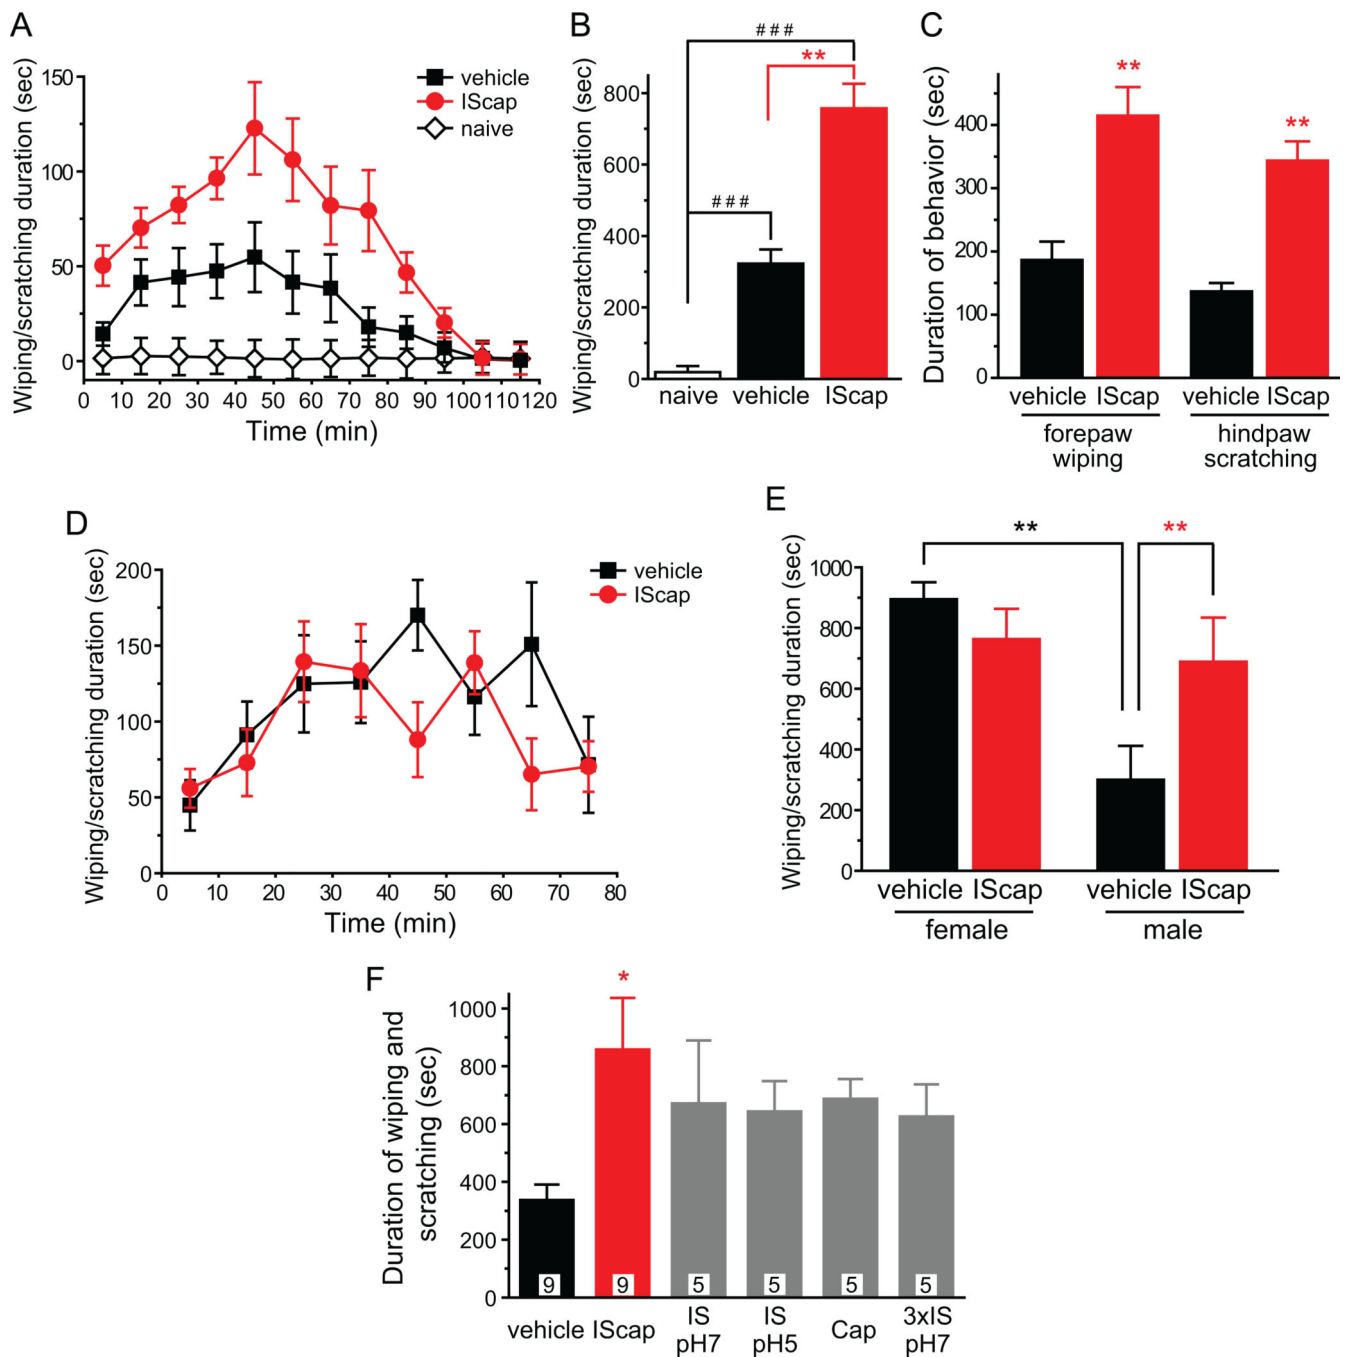 A
Wiping/scratching duration (sec)
150
100
50
0
0 10 20 30 40 50 60 70 80 90 100 110 120
Time (min)
vehicle
IScap
naive
B
Wiping/scratching duration (sec)
800
600
400
200
0
###
**
###
naive vehicle IScap
C
Duration of behavior (sec)
400
300
200
100
0
**
**
vehicle IScap vehicle IScap
forepaw wiping
hindpaw scratching
D
Wiping/scratching duration (sec)
200
150
100
50
0
0 10 20 30 40 50 60 70 80
Time (min)
vehicle
IScap
E
Wiping/scratching duration (sec)
1000
800
600
400
200
0
**
**
vehicle IScap vehicle IScap
female male
F
Duration of wiping and
scratching (sec)
1000
800
600
400
200
0
*
9 9 5 5 5 5
vehicle IScap IS pH7 IS pH5 Cap 3xIS pH7